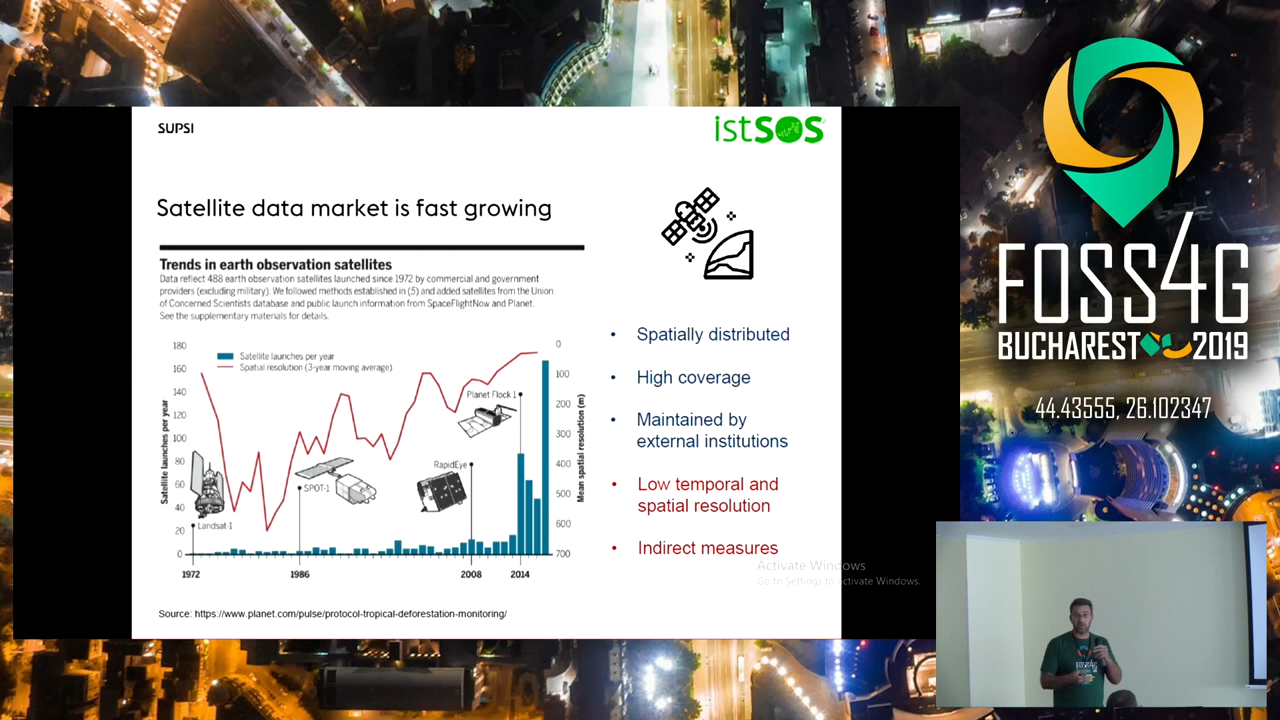 SUPSI
istSOS
Satellite data market is fast growing
Trends in earth observation satellites
Data reflect 488 earth observation satellites launched since 1972 by commercial and government
providers (excluding military). We followed methods established in (5) and added satellites from the Union
of Concerned Scientists database and public launch information from SpaceFlightNow and Planet.
See the supplementary materials for details.
Satellite launches per year
Spatial resolution (3-year moving average)
Satellite launches per year
180
160
140
120
100
80
60
40
20
0
Landsat-1
SPOT-1
RapidEye
Planet Flock 1
0
100
200
300
400
500
600
700
Mean spatial resolution (m)
1972
1986
2008
2014
Source: https://www.planet.com/pulse/protocol-tropical-deforestation-monitoring/
• Spatially distributed
• High coverage
• Maintained by
external institutions
• Low temporal and
spatial resolution
• Indirect measures
Activate Windows
Go to Settings to activate Windows.
FOSS4G
BUCHAREST 2019
44.43555, 26.102347
FOSS4G